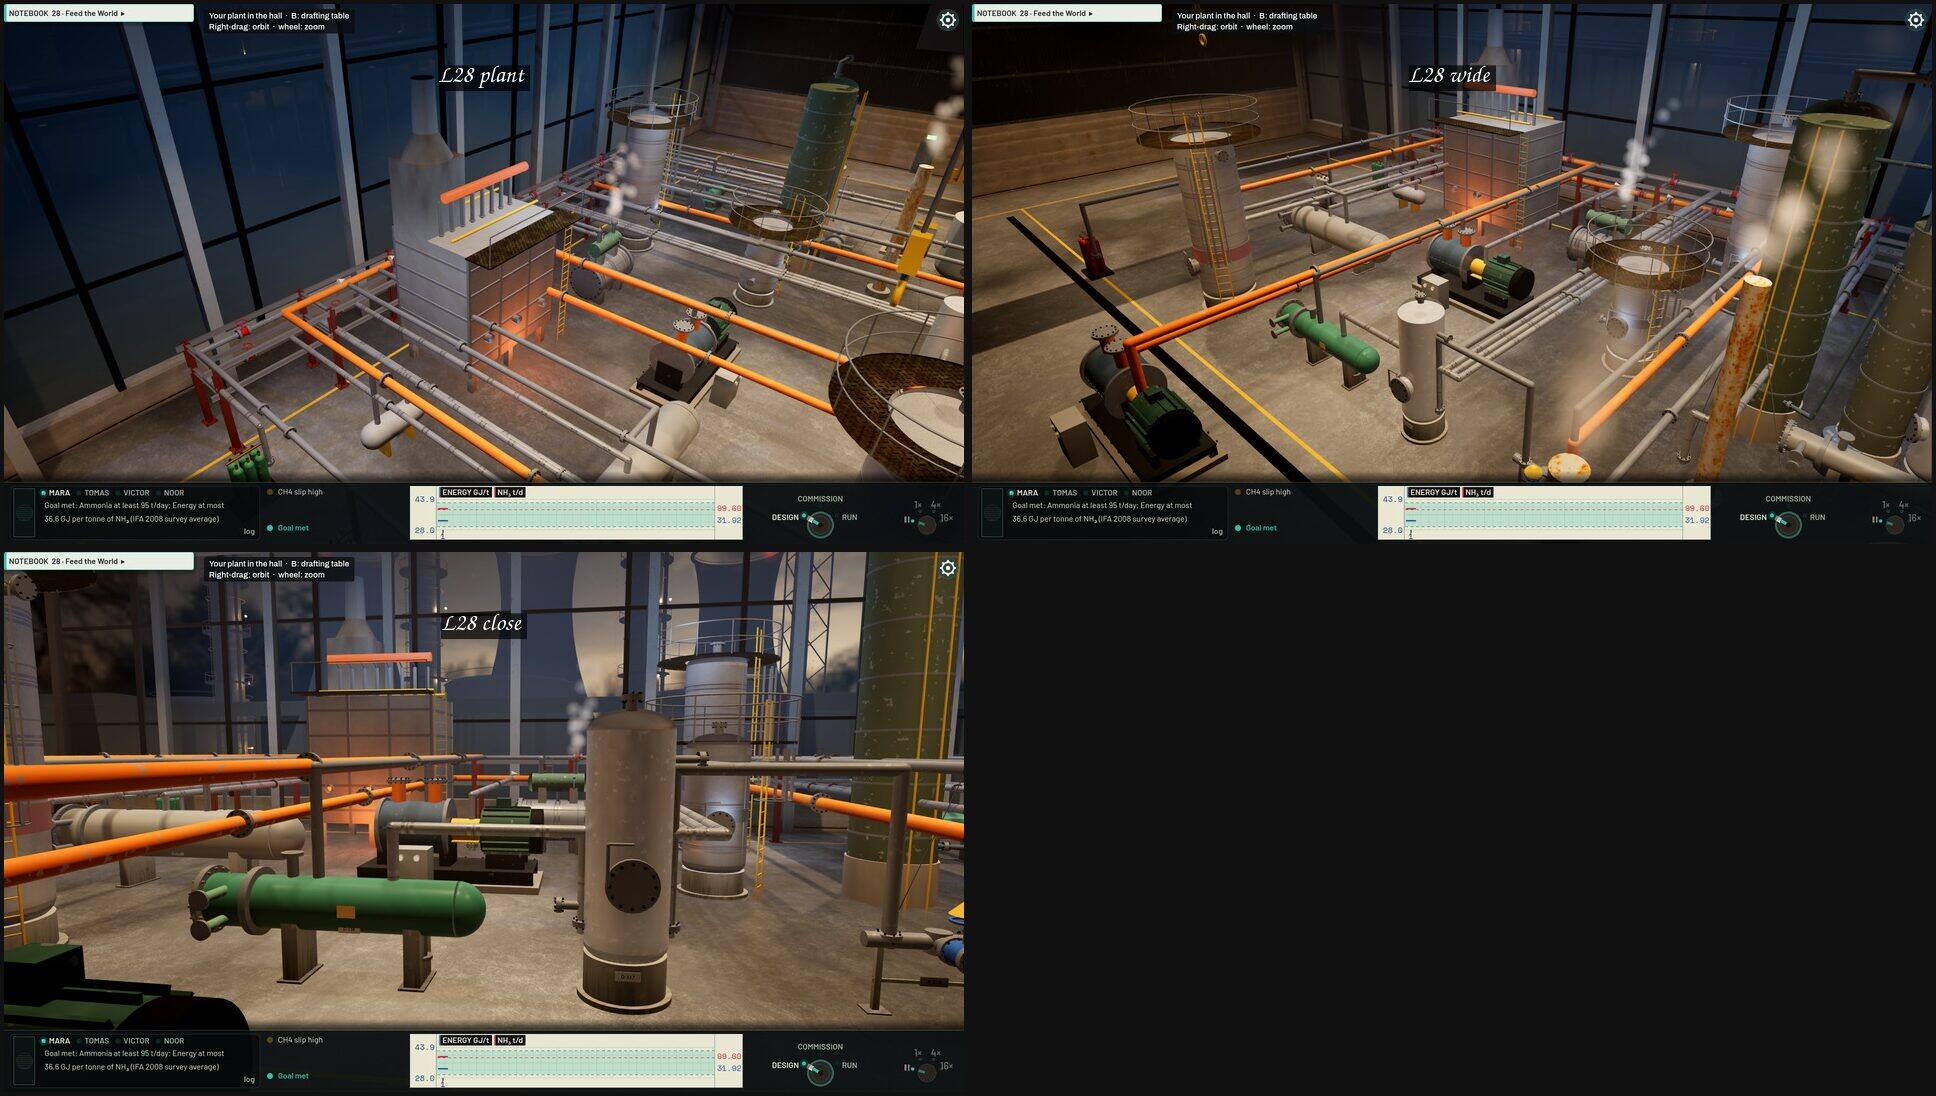 NOTEBOOK 28 - Feed the World ▸
Your plant in the hall · B: drafting table
Right-drag: orbit · wheel: zoom
L28 plant
MARA TOMAS VICTOR NOOR
Goal met: Ammonia at least 95 t/day; Energy at most
36.6 GJ per tonne of NH₃ (IFA 2008 survey average)
log
CH4 slip high
Goal met
43.9
28.0
ENERGY GJ/t NH₃ t/d
99.60
31.92
1
COMMISSION
DESIGN RUN
1× 4×
16×
NOTEBOOK 28 - Feed the World ▸
Your plant in the hall · B: drafting table
Right-drag: orbit · wheel: zoom
L28 wide
MARA TOMAS VICTOR NOOR
Goal met: Ammonia at least 95 t/day; Energy at most
36.6 GJ per tonne of NH₃ (IFA 2008 survey average)
log
CH4 slip high
Goal met
43.9
28.0
ENERGY GJ/t NH₃ t/d
99.60
31.92
1
COMMISSION
DESIGN RUN
1× 4×
16×
NOTEBOOK 28 - Feed the World ▸
Your plant in the hall · B: drafting table
Right-drag: orbit · wheel: zoom
L28 close
MARA TOMAS VICTOR NOOR
Goal met: Ammonia at least 95 t/day; Energy at most
36.6 GJ per tonne of NH₃ (IFA 2008 survey average)
log
CH4 slip high
Goal met
43.9
28.0
ENERGY GJ/t NH₃ t/d
99.60
31.92
1
COMMISSION
DESIGN RUN
1× 4×
16×